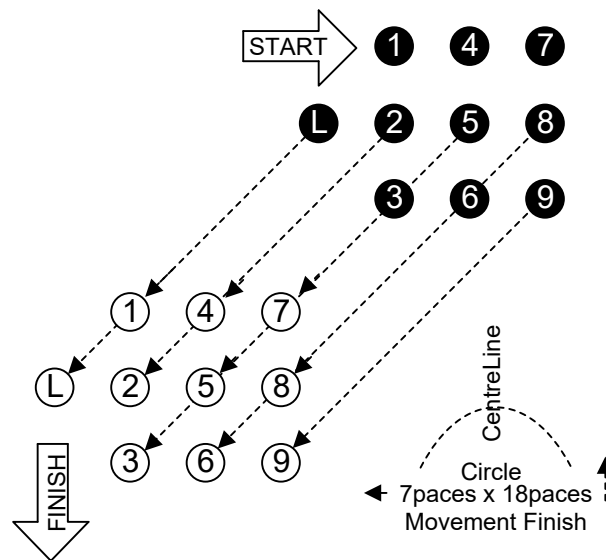 START 1 4 7
L 2 5 8
3 6 9
1 4 7
L 2 5 8
3 6 9
FINISH
CentreLine
Circle
7paces x 18paces
Movement Finish